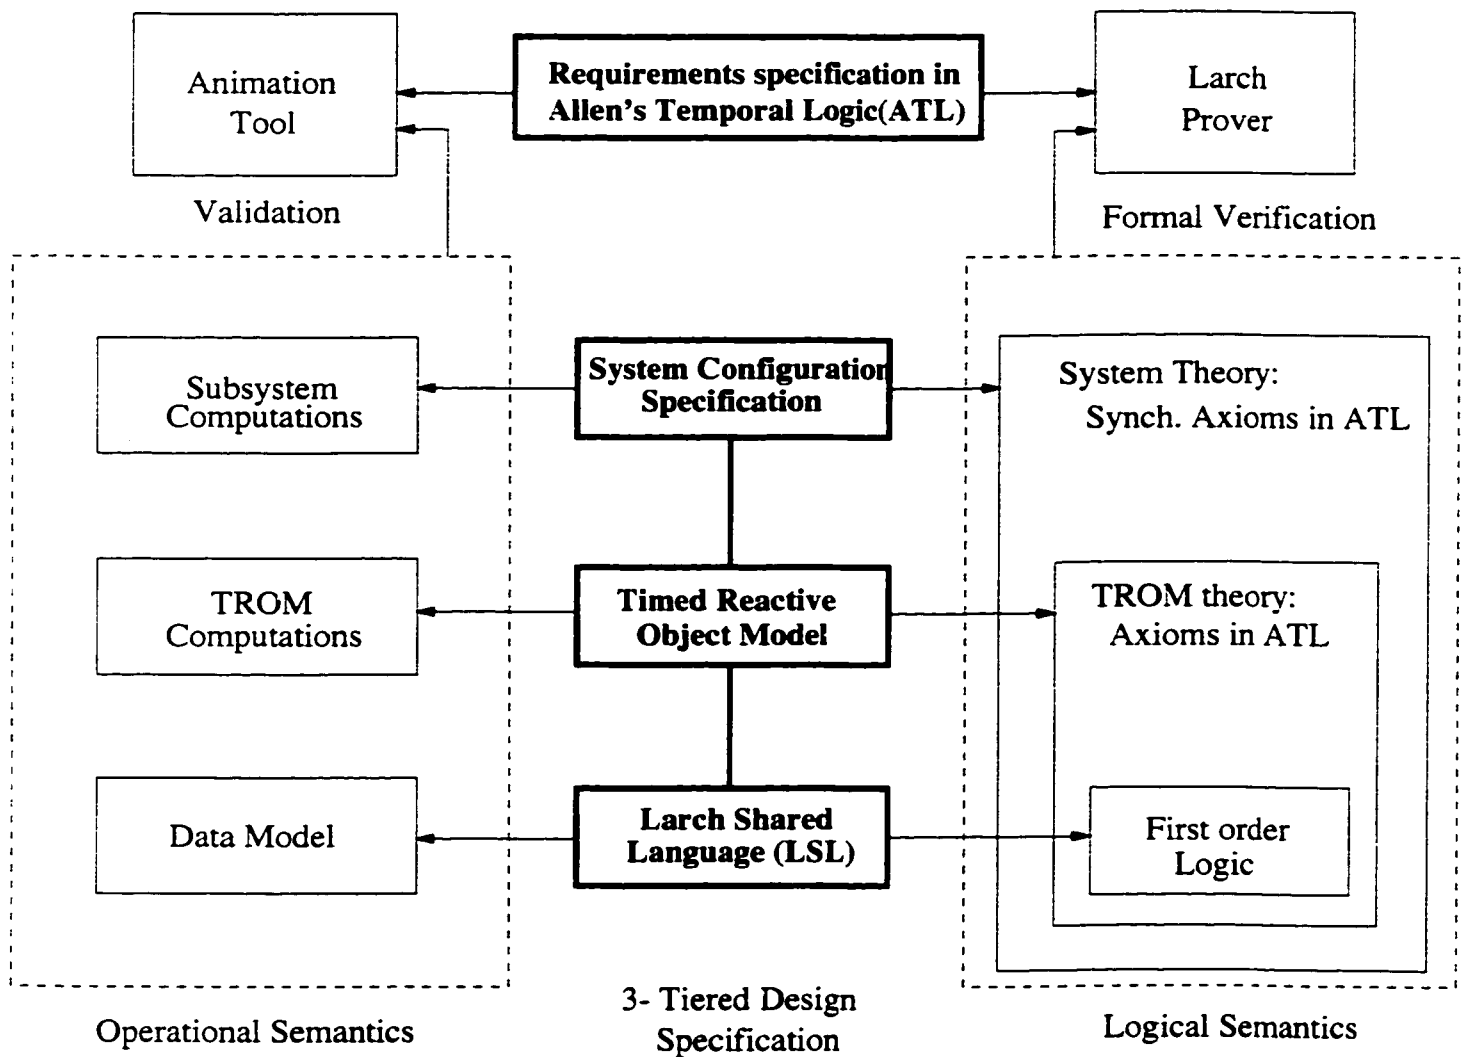 Animation
Tool
Requirements specification in
Allen's Temporal Logic(ATL)
Larch
Prover
Validation
Formal Verification
Subsystem
Computations
System Configuration
Specification
System Theory:
Synch. Axioms in ATL
TROM
Computations
Timed Reactive
Object Model
TROM theory:
Axioms in ATL
Data Model
Larch Shared
Language (LSL)
First order
Logic
Operational Semantics
3- Tiered Design
Specification
Logical Semantics